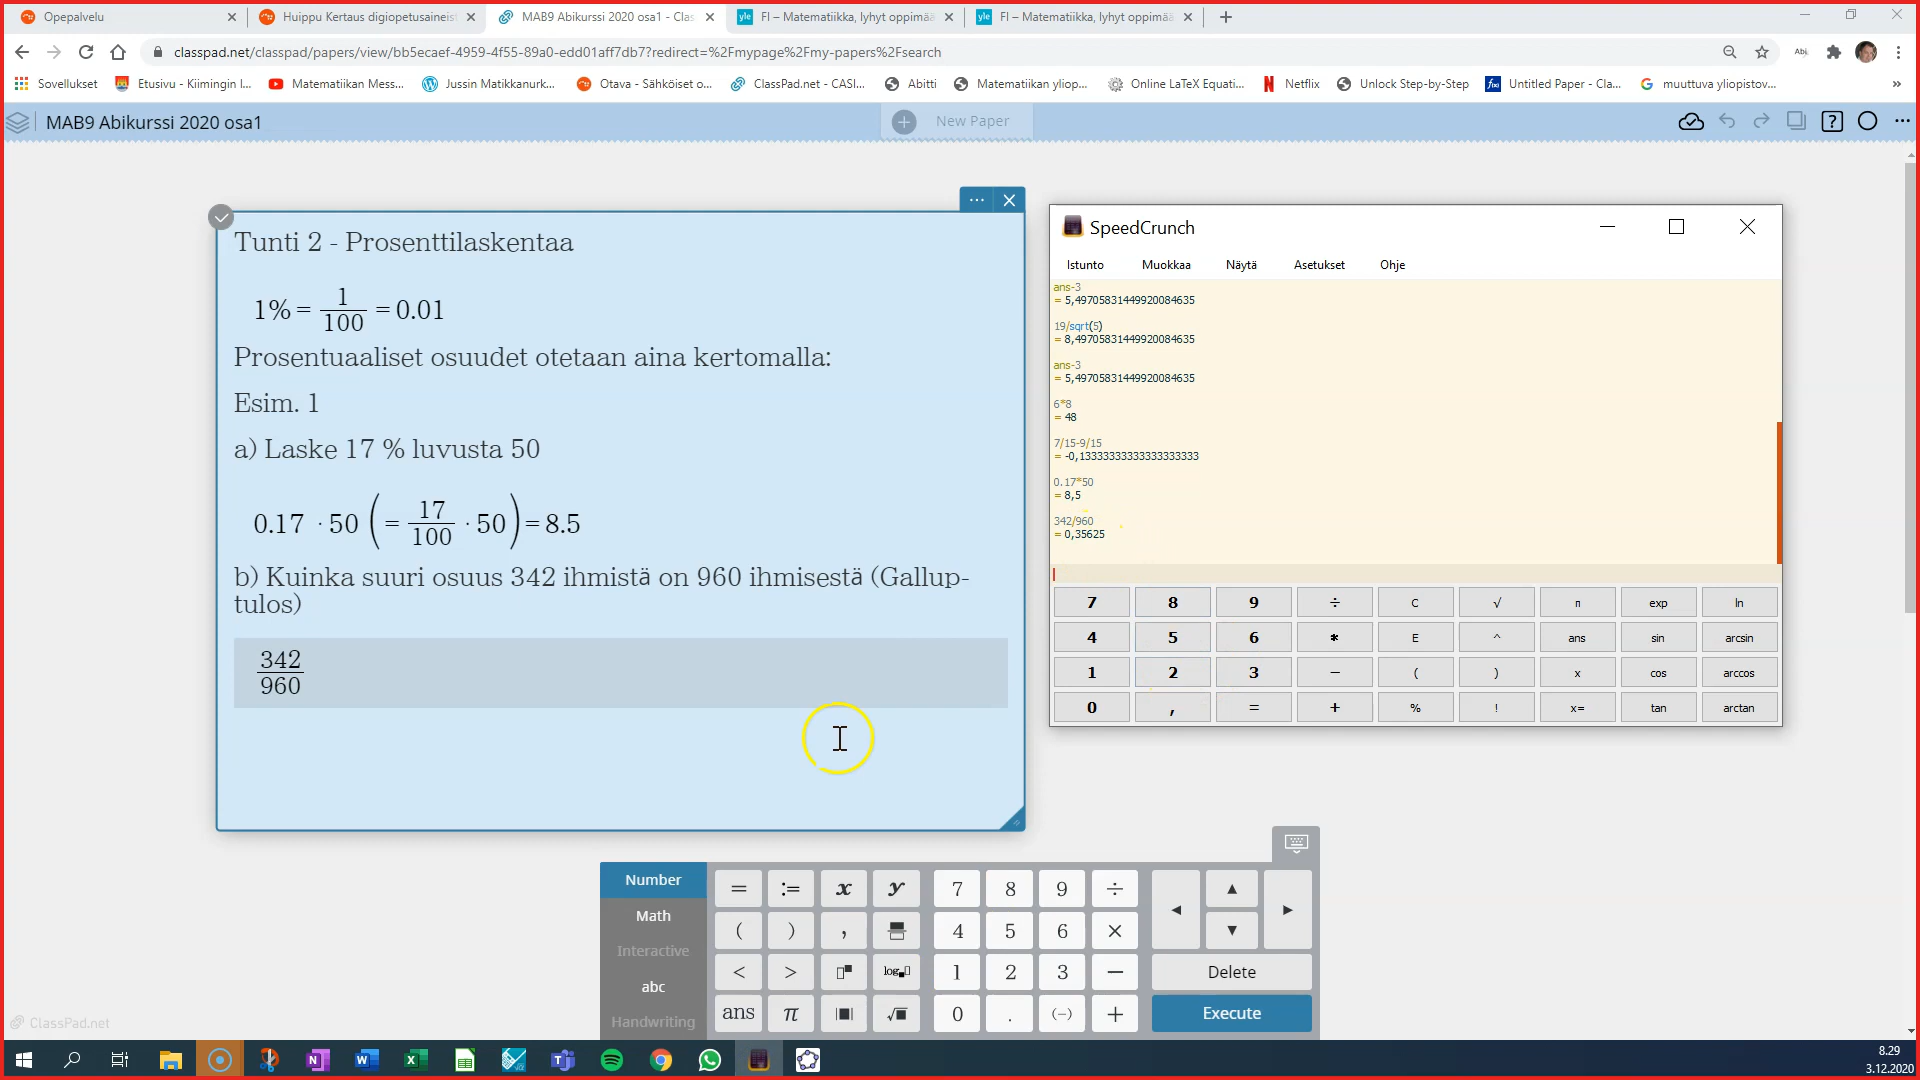 Opepalvelu
Huippu Kertaus digiopetusaineist
MAB9 Abikurssi 2020 osa1 - Clas
FI – Matematiikka, lyhyt oppimää
FI – Matematiikka, lyhyt oppimää
classpad.net/classpad/papers/view/bb5ecaef-4959-4f55-89a0-edd01aff7db7?redirect=%2Fmypage%2Fmy-papers%2Fsearch
Sovellukset
Etusivu - Kiimingin l...
Matematiikan Mess...
Jussin Matikkanurk...
Otava - Sähköiset o...
ClassPad.net - CASI...
Abitti
Matematiikan yliop...
Online LaTeX Equati...
Netflix
Unlock Step-by-Step
Untitled Paper - Cla...
muuttuva yliopistov...
MAB9 Abikurssi 2020 osa1
New Paper
Tunti 2 - Prosenttilaskentaa
1% = 1/100 = 0.01
Prosentuaaliset osuudet otetaan aina kertomalla:
Esim. 1
a) Laske 17 % luvusta 50
0.17 · 50 (= 17/100 · 50) = 8.5
b) Kuinka suuri osuus 342 ihmistä on 960 ihmisestä (Gallup-
tulos)
342/960
SpeedCrunch
Istunto Muokkaa Näytä Asetukset Ohje
ans-3
= 5,49705831449920084635
19/sqrt(5)
= 8,49705831449920084635
ans-3
= 5,49705831449920084635
6*8
= 48
7/15-9/15
= -0,13333333333333333333
0.17*50
= 8,5
342/960
= 0,35625
7 8 9 ÷ C √ π exp ln
4 5 6 * E ^ ans sin arcsin
1 2 3 − ( ) x cos arccos
0 , = + % ! x= tan arctan
Number
Math
Interactive
abc
Handwriting
= := x y 7 8 9 ÷
( ) , 4 5 6 ×
< > log 1 2 3 −
ans π √ 0 . (−) +
Delete
Execute
ClassPad.net
8.29
3.12.2020